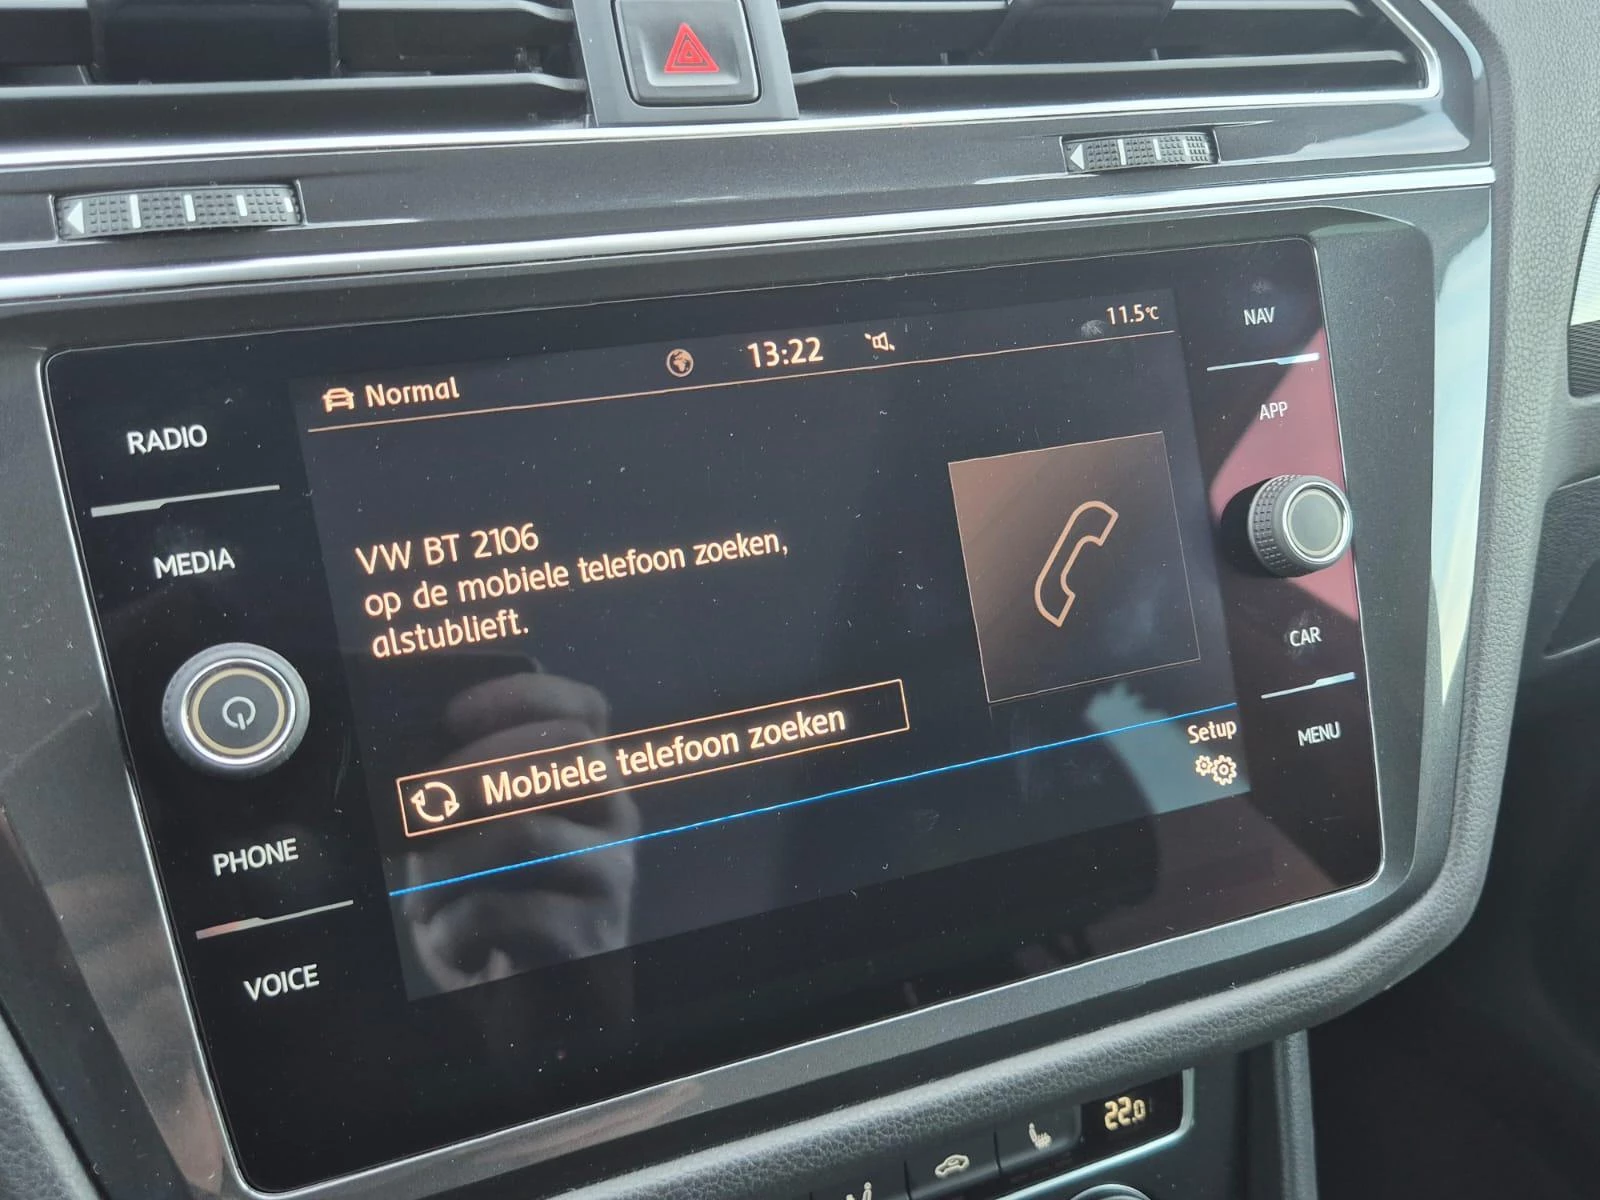 Normal
13:22
11.5°C
NAV
APP
RADIO
MEDIA
VW BT 2106
op de mobiele telefoon zoeken,
alstublieft.
CAR
Mobiele telefoon zoeken
Setup
MENU
PHONE
VOICE
22.0